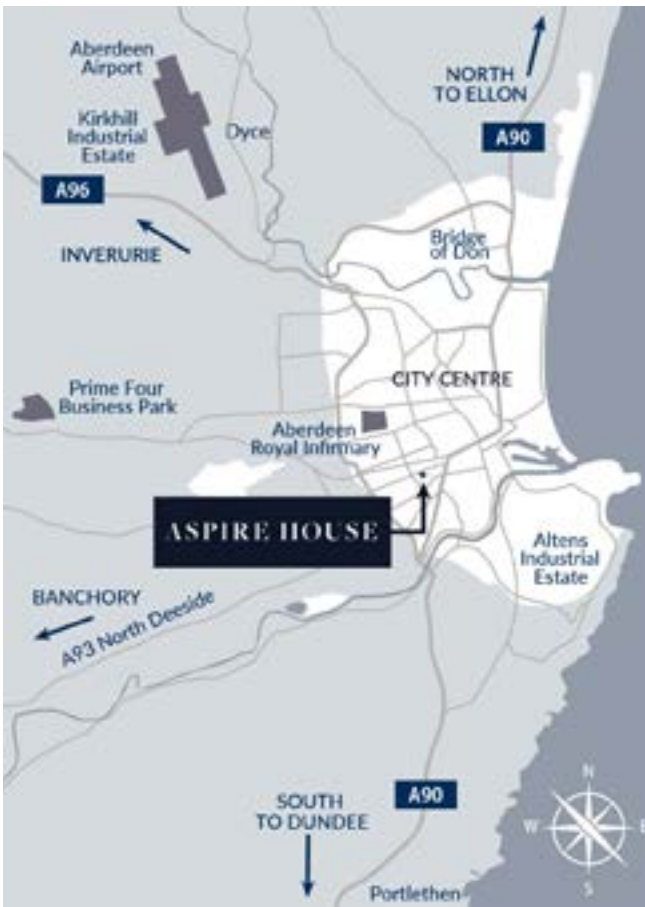 Aberdeen
Airport
Kirkhill
Industrial
Estate
Dyce
NORTH
TO ELLON
A90
A96
INVERURIE
Bridge
of Don
CITY CENTRE
Prime Four
Business Park
Aberdeen
Royal Infirmary
ASPIRE HOUSE
Altens
Industrial
Estate
BANCHORY
A93 North Deeside
A90
SOUTH
TO DUNDEE
Portlethen
N
W
E
S